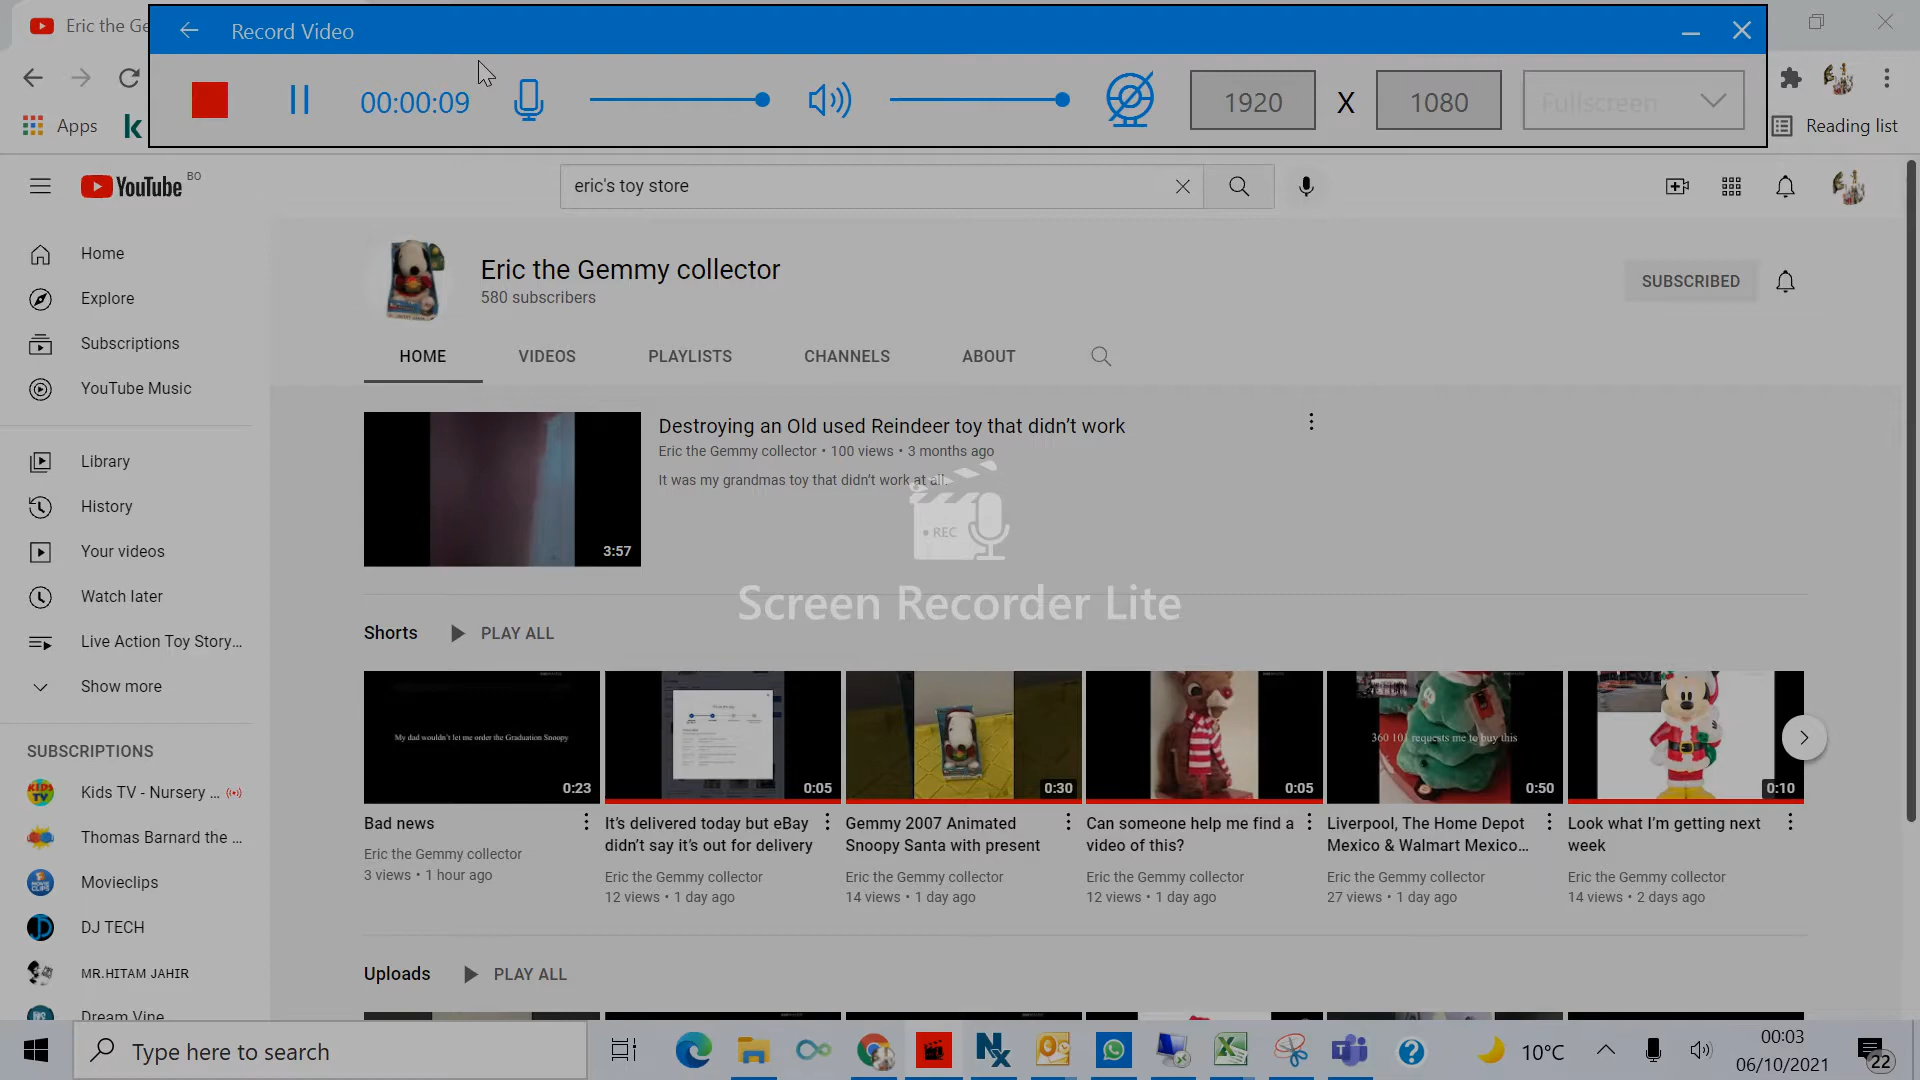 Eric the Ge
Record Video
00:00:09
1920
X
1080
Fullscreen
Apps
Reading list
YouTube
BO
eric's toy store
Home
Explore
Subscriptions
YouTube Music
Library
History
Your videos
Watch later
Live Action Toy Story...
Show more
SUBSCRIPTIONS
Kids TV - Nursery ...
Thomas Barnard the ...
Movieclips
DJ TECH
MR.HITAM JAHIR
Dream Vine
Eric the Gemmy collector
580 subscribers
SUBSCRIBED
HOME
VIDEOS
PLAYLISTS
CHANNELS
ABOUT
3:57
Destroying an Old used Reindeer toy that didn’t work
Eric the Gemmy collector • 100 views • 3 months ago
It was my grandmas toy that didn’t work at all.
REC
Screen Recorder Lite
Shorts
PLAY ALL
My dad wouldn't let me order the Graduation Snoopy
0:23
Bad news
Eric the Gemmy collector
3 views • 1 hour ago
0:05
It’s delivered today but eBay
didn’t say it’s out for delivery
Eric the Gemmy collector
12 views • 1 day ago
0:30
Gemmy 2007 Animated
Snoopy Santa with present
Eric the Gemmy collector
14 views • 1 day ago
0:05
Can someone help me find a
video of this?
Eric the Gemmy collector
12 views • 1 day ago
360 101 requests me to buy this
0:50
Liverpool, The Home Depot
Mexico & Walmart Mexico...
Eric the Gemmy collector
27 views • 1 day ago
0:10
Look what I’m getting next
week
Eric the Gemmy collector
14 views • 2 days ago
Uploads
PLAY ALL
Type here to search
10°C
00:03
06/10/2021
22